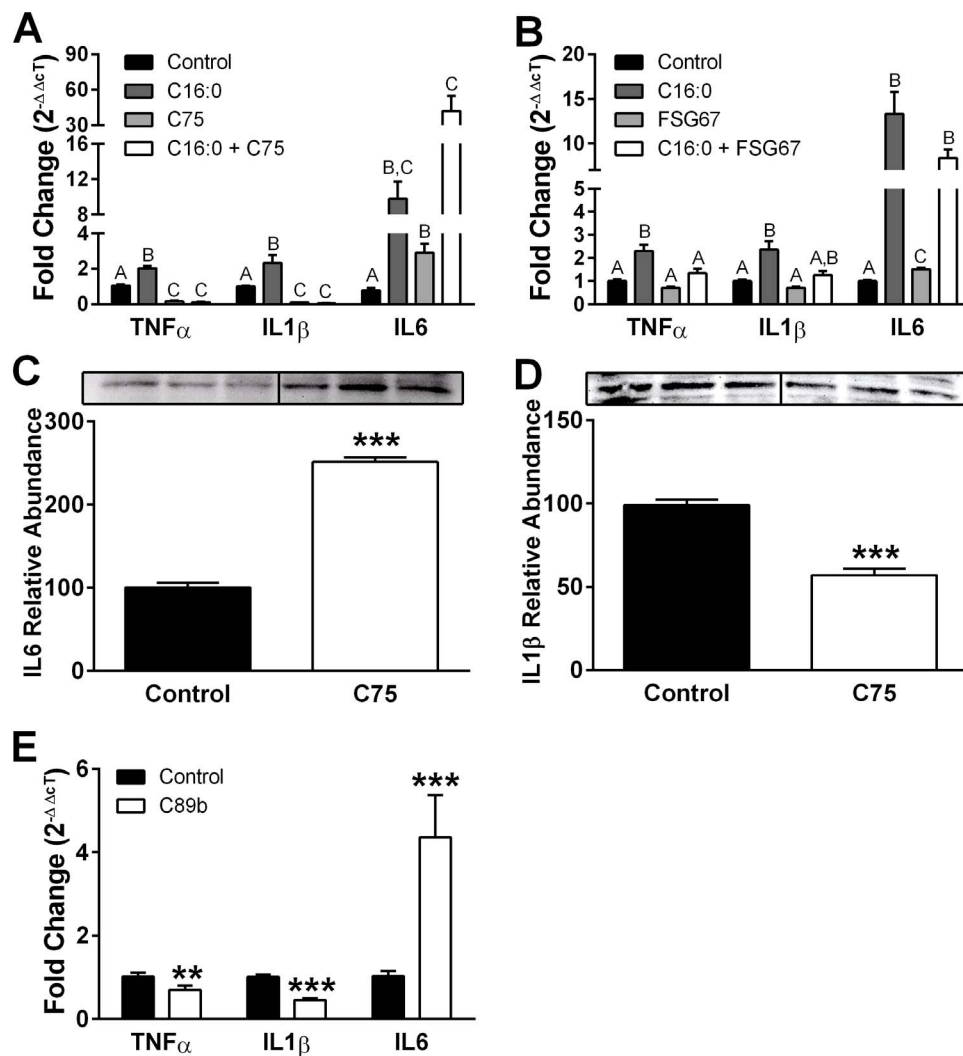 A
Fold Change (2^-ΔΔcT)
90
60
30
16
12
8
4
2
0
Control
C16:0
C75
C16:0 + C75
A B C C
A B C C
A B,C B C
TNFα IL1β IL6
B
Fold Change (2^-ΔΔcT)
20
15
10
5
4
3
2
1
0
Control
C16:0
FSG67
C16:0 + FSG67
A B A A
A B A A,B
A B C B
TNFα IL1β IL6
C
IL6 Relative Abundance
300
200
100
0
***
Control C75
D
IL1β Relative Abundance
150
100
50
0
***
Control C75
E
Fold Change (2^-ΔΔcT)
6
4
2
0
Control
C89b
** *** ***
TNFα IL1β IL6